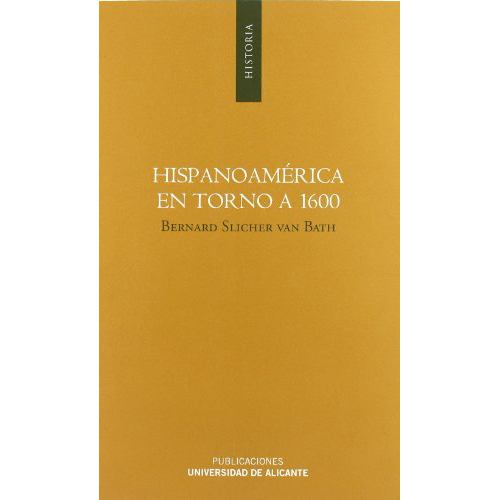 HISTORIA
HISPANOAMÉRICA
EN TORNO A 1600
BERNARD SLICHER VAN BATH
PUBLICACIONES
UNIVERSIDAD DE ALICANTE